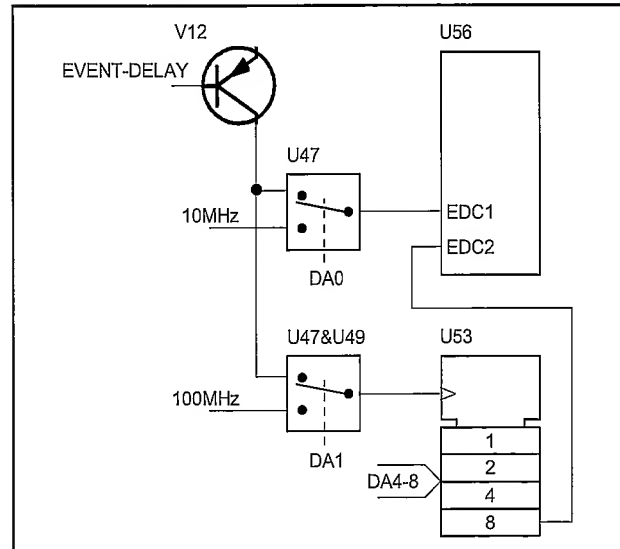 V12
U56
EVENT-DELAY
U47
10MHz
EDC1
EDC2
DA0
U47&U49
U53
100MHz
DA1
1
2
DA4-8
4
8